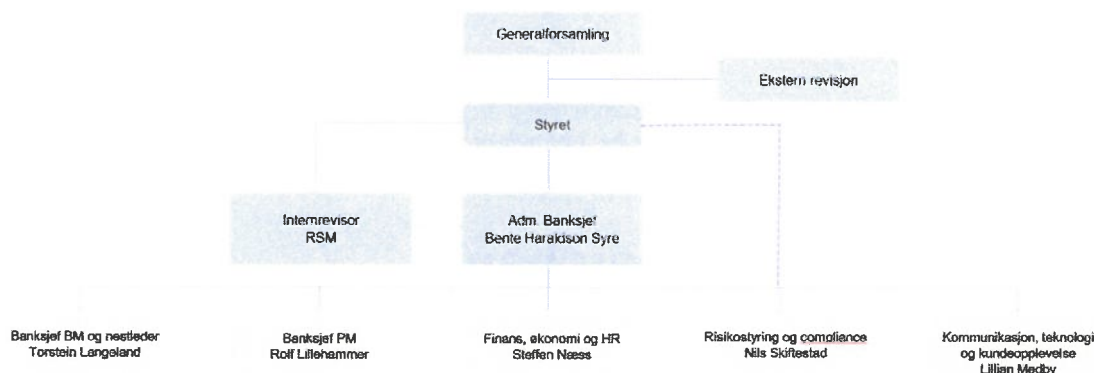 Generalforsamling
Ekstern revisjon
Styret
Internrevisor
RSM
Adm. Banksjef
Bente Haraldson Syre
Banksjef BM og nestleder
Torstein Langeland
Banksjef PM
Rolf Lillehammer
Finans, økonomi og HR
Steffen Næss
Risikostyring og compliance
Nils Skiftestad
Kommunikasjon, teknologi
og kundeopplevelse
Lillian Medby